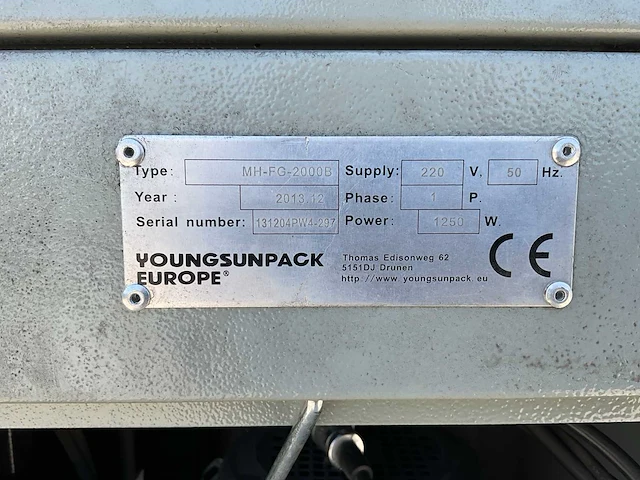 Type: MH-FG-2000B Supply: 220 V. 50 Hz.
Year : 2013.12 Phase: 1 P.
Serial number: 131204PW4-297 Power: 1250 W.
YOUNGSUNPACK
EUROPE®
Thomas Edisonweg 62
5151DJ Drunen
http://www.youngsunpack.eu
CE